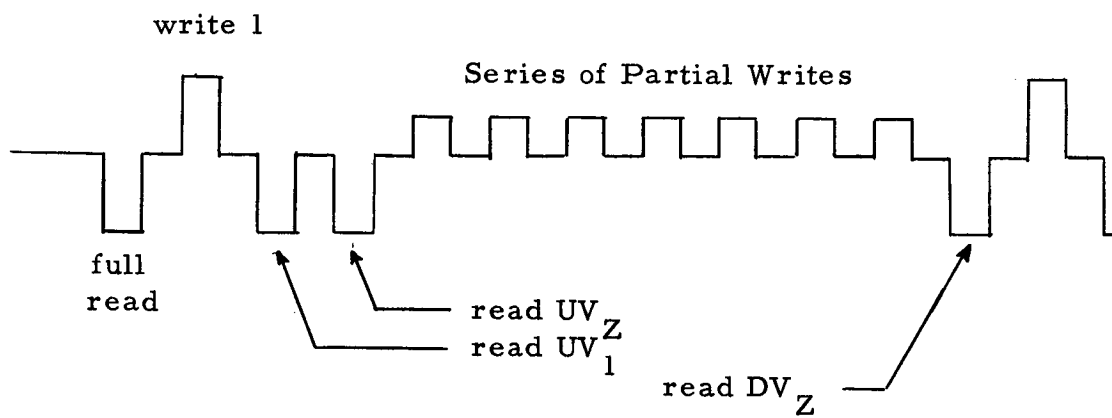 write 1
Series of Partial Writes
full
read
read UV_Z
read UV_1
read DV_Z